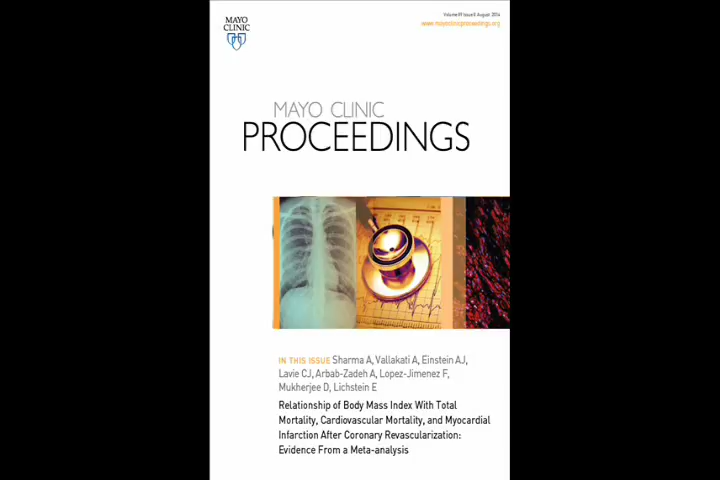 MAYO
CLINIC
Volume 89 Issue 8 August 2014
www.mayoclinicproceedings.org
MAYO CLINIC
PROCEEDINGS
IN THIS ISSUE Sharma A, Vallakati A, Einstein AJ,
Lavie CJ, Arbab-Zadeh A, Lopez-Jimenez F,
Mukherjee D, Lichstein E
Relationship of Body Mass Index With Total
Mortality, Cardiovascular Mortality, and Myocardial
Infarction After Coronary Revascularization:
Evidence From a Meta-analysis